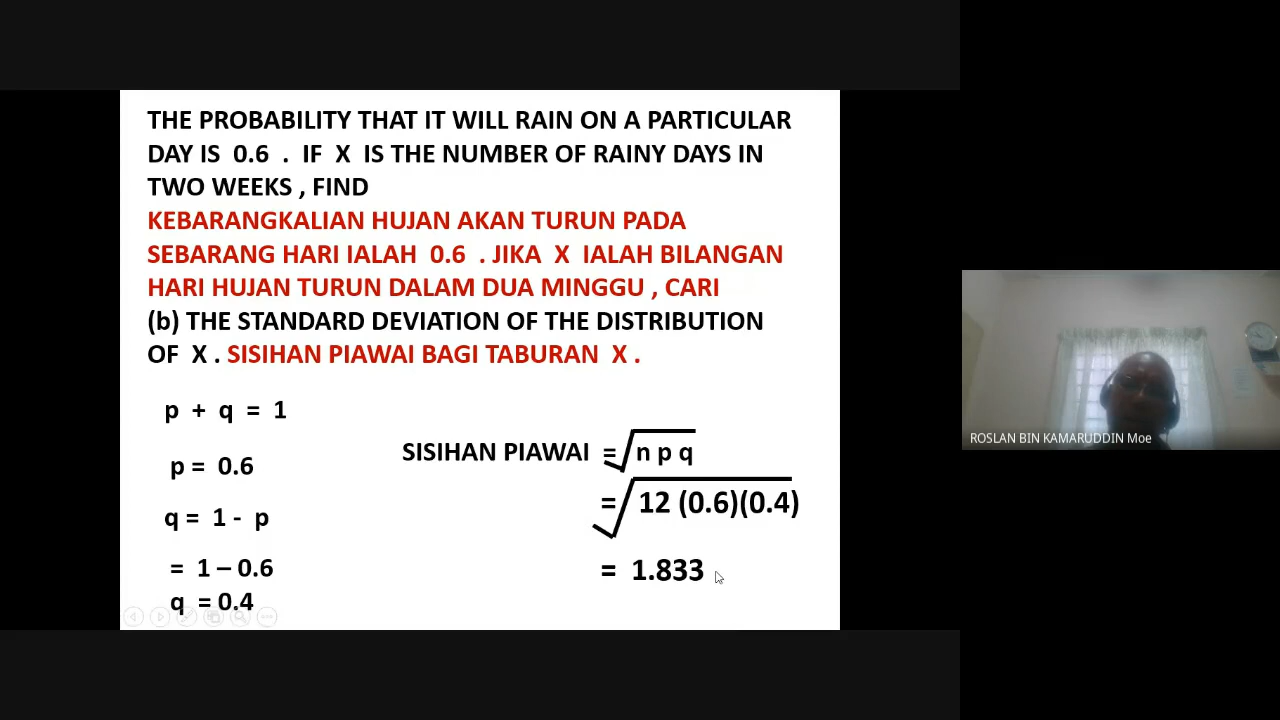 THE PROBABILITY THAT IT WILL RAIN ON A PARTICULAR
DAY IS 0.6 . IF X IS THE NUMBER OF RAINY DAYS IN
TWO WEEKS , FIND
KEBARANGKALIAN HUJAN AKAN TURUN PADA
SEBARANG HARI IALAH 0.6 . JIKA X IALAH BILANGAN
HARI HUJAN TURUN DALAM DUA MINGGU , CARI
(b) THE STANDARD DEVIATION OF THE DISTRIBUTION
OF X . SISIHAN PIAWAI BAGI TABURAN X .
p + q = 1
p = 0.6
q = 1 - p
= 1 – 0.6
q = 0.4
SISIHAN PIAWAI = √n p q
= √12 (0.6)(0.4)
= 1.833
ROSLAN BIN KAMARUDDIN Moe